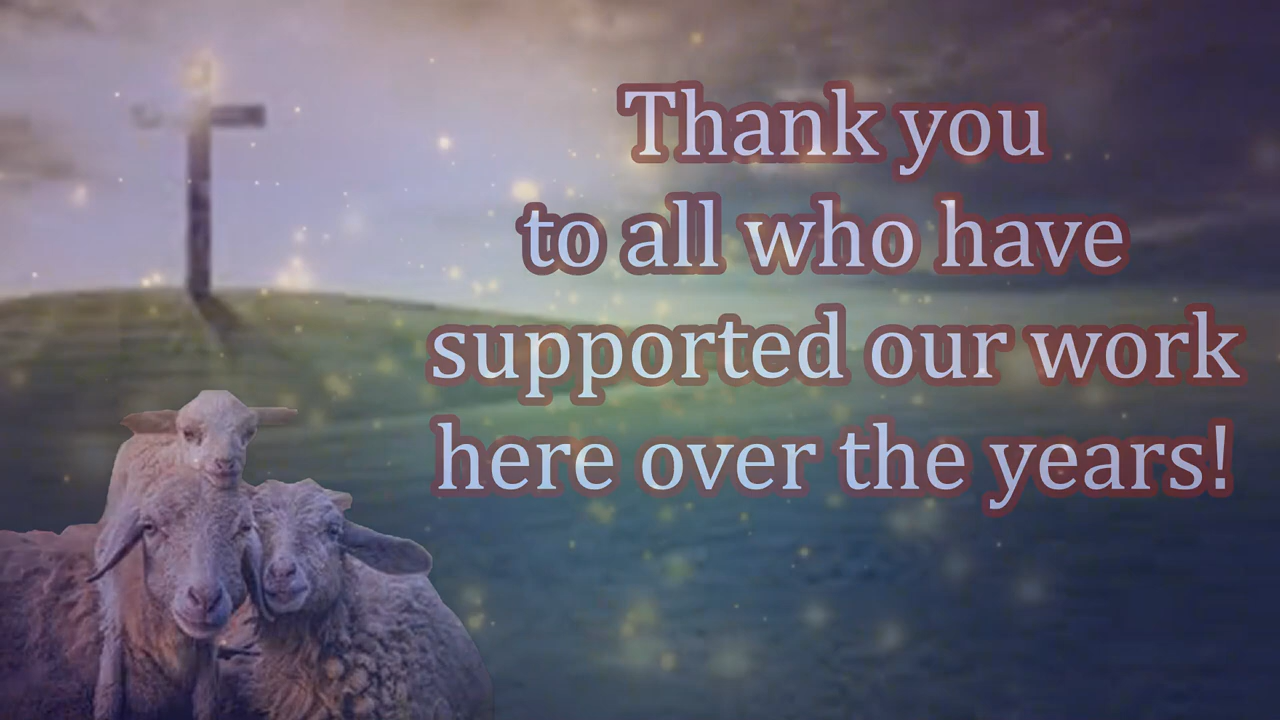 Thank you
to all who have
supported our work
here over the years!